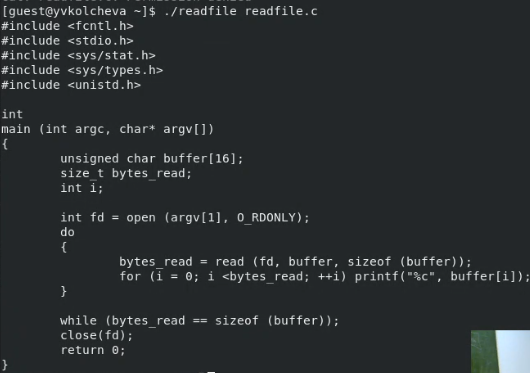 [guest@yvkolcheva ~]$ ./readfile readfile.c
#include <fcntl.h>
#include <stdio.h>
#include <sys/stat.h>
#include <sys/types.h>
#include <unistd.h>
int
main (int argc, char* argv[])
{
unsigned char buffer[16];
size_t bytes_read;
int i;
int fd = open (argv[1], O_RDONLY);
do
{
bytes_read = read (fd, buffer, sizeof (buffer));
for (i = 0; i <bytes_read; ++i) printf("%c", buffer[i]);
}
while (bytes_read == sizeof (buffer));
close(fd);
return 0;
}